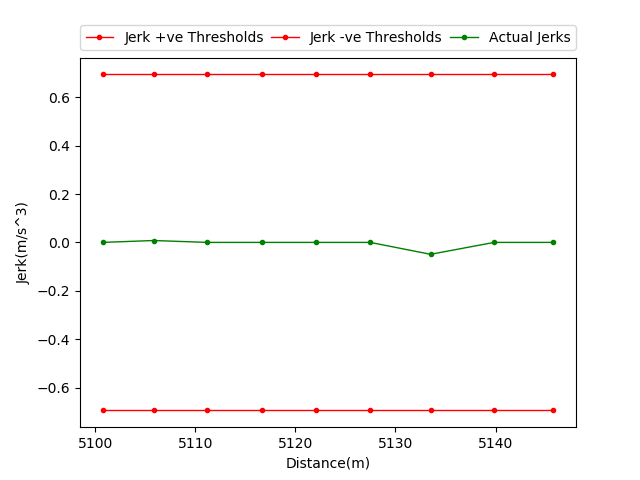 Jerk +ve Thresholds Jerk -ve Thresholds Actual Jerks
0.6
0.4
0.2
0.0
−0.2
−0.4
−0.6
Jerk(m/s^3)
5100 5110 5120 5130 5140
Distance(m)